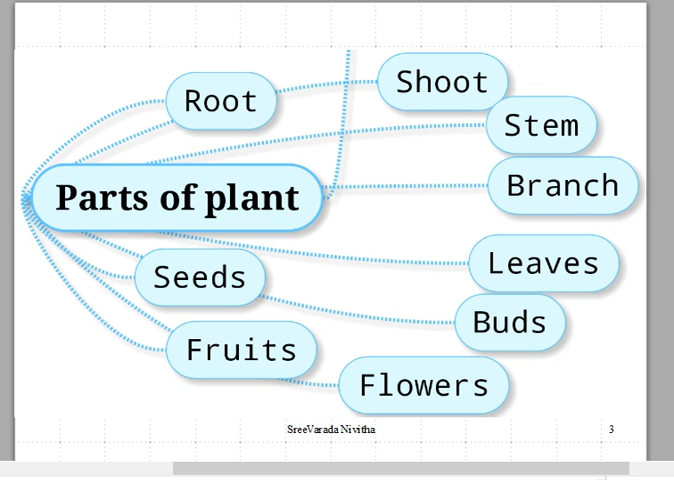 Root
Shoot
Stem
Parts of plant
Branch
Seeds
Leaves
Buds
Fruits
Flowers
SreeVarada Nivitha
3